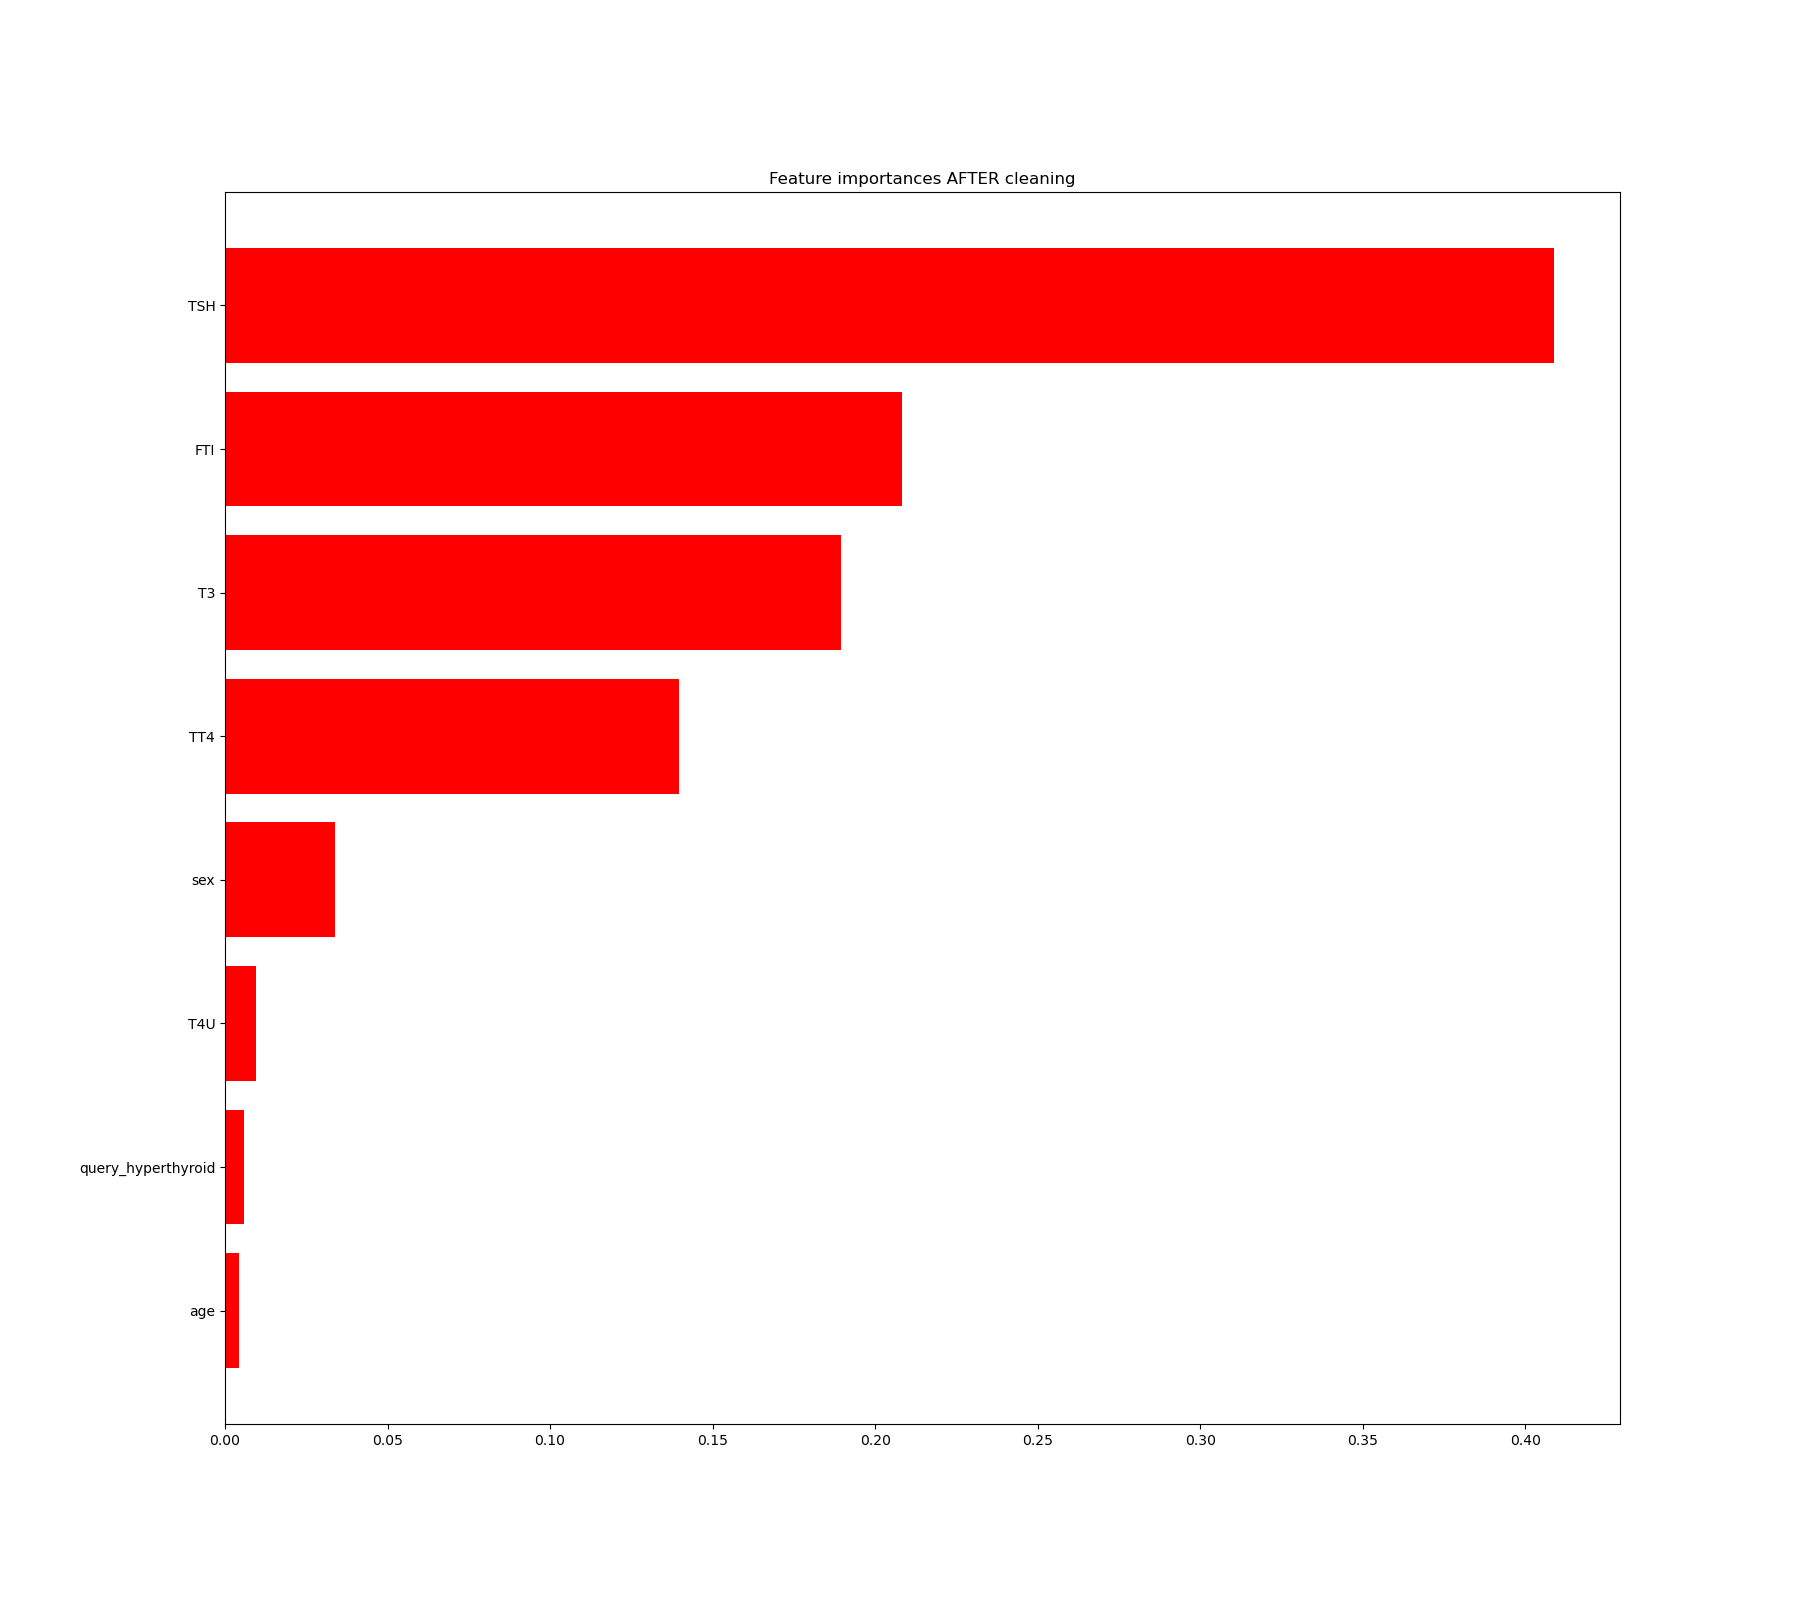 Feature importances AFTER cleaning
TSH
FTI
T3
TT4
sex
T4U
query_hyperthyroid
age
0.00 0.05 0.10 0.15 0.20 0.25 0.30 0.35 0.40